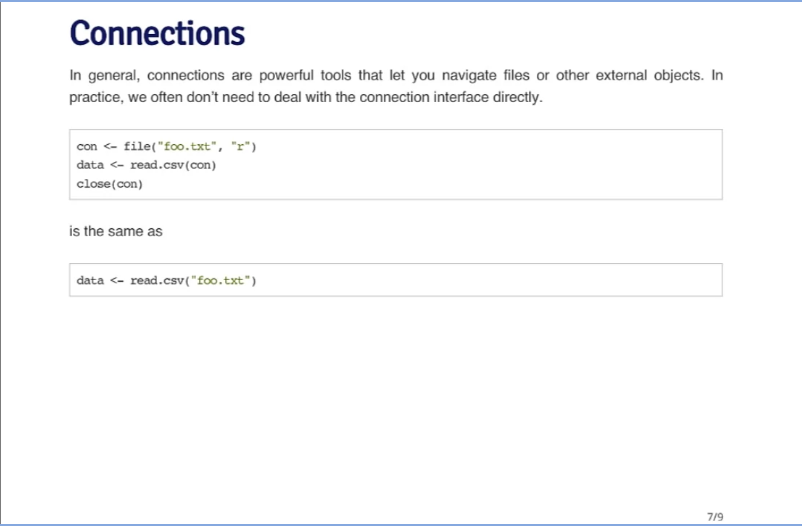 Connections
In general, connections are powerful tools that let you navigate files or other external objects. In
practice, we often don't need to deal with the connection interface directly.
con <- file("foo.txt", "r")
data <- read.csv(con)
close(con)
is the same as
data <- read.csv("foo.txt")
7/9